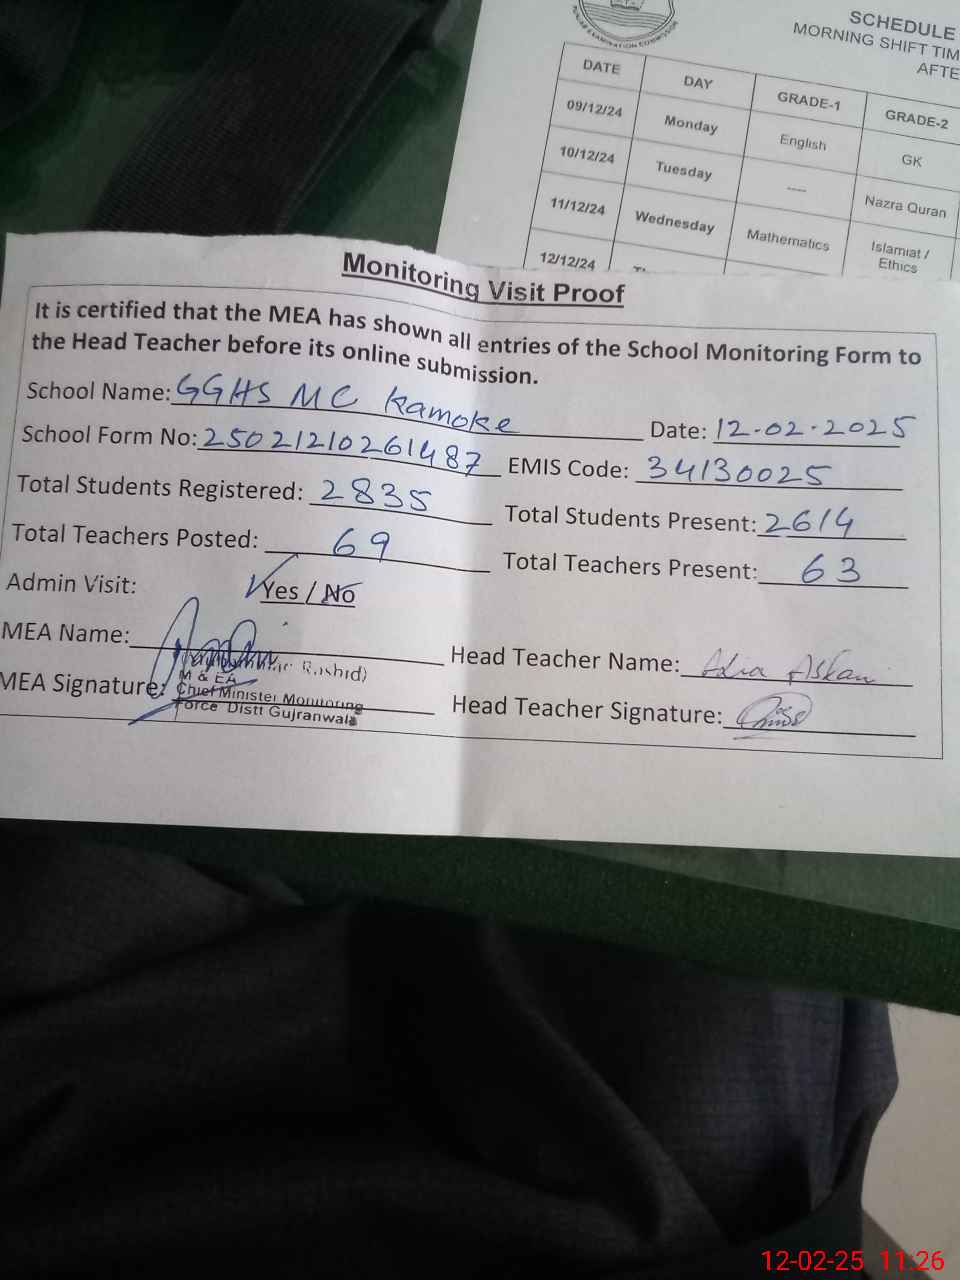 PUNJAB EXAMINATION COMMISSION
SCHEDULE
MORNING SHIFT TIM
AFTE
DATE DAY GRADE-1 GRADE-2
09/12/24 Monday English GK
10/12/24 Tuesday ---- Nazra Quran
11/12/24 Wednesday Mathematics Islamiat / Ethics
12/12/24
Monitoring Visit Proof
It is certified that the MEA has shown all entries of the School Monitoring Form to
the Head Teacher before its online submission.
School Name: GGHS MC Kamoke Date: 12-02-2025
School Form No: 25021210261487 EMIS Code: 34130025
Total Students Registered: 2835 Total Students Present: 2614
Total Teachers Posted: 69 Total Teachers Present: 63
Admin Visit: Yes / No
MEA Name: Head Teacher Name:
Rashid)
M & EA
MEA Signature: Head Teacher Signature:
Chief Minister Monitoring
Force Distt Gujranwala
12-02-25 11:26